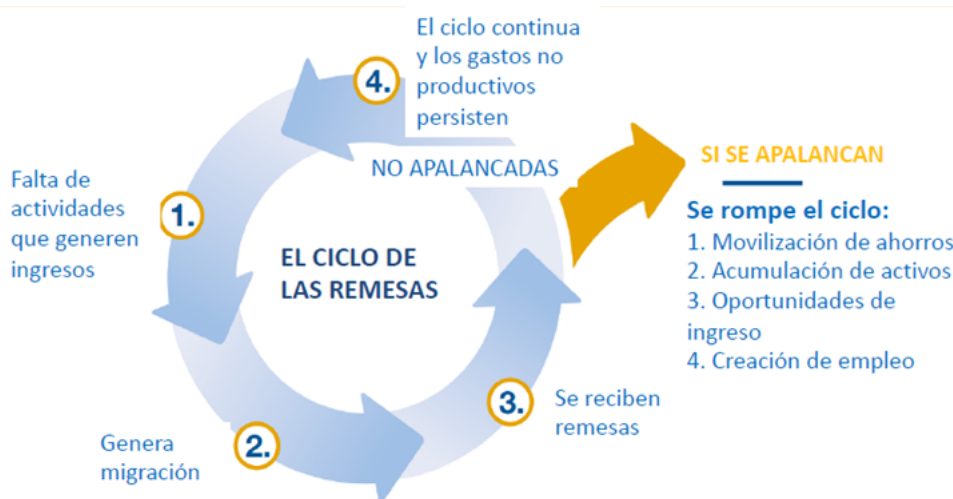 El ciclo continua
y los gastos no
productivos
persisten
4.
NO APALANCADAS
SI SE APALANCAN
Falta de
actividades
que generen
ingresos
1.
Se rompe el ciclo:
1. Movilización de ahorros
2. Acumulación de activos
3. Oportunidades de
ingreso
4. Creación de empleo
EL CICLO DE
LAS REMESAS
3.
Se reciben
remesas
2.
Genera
migración